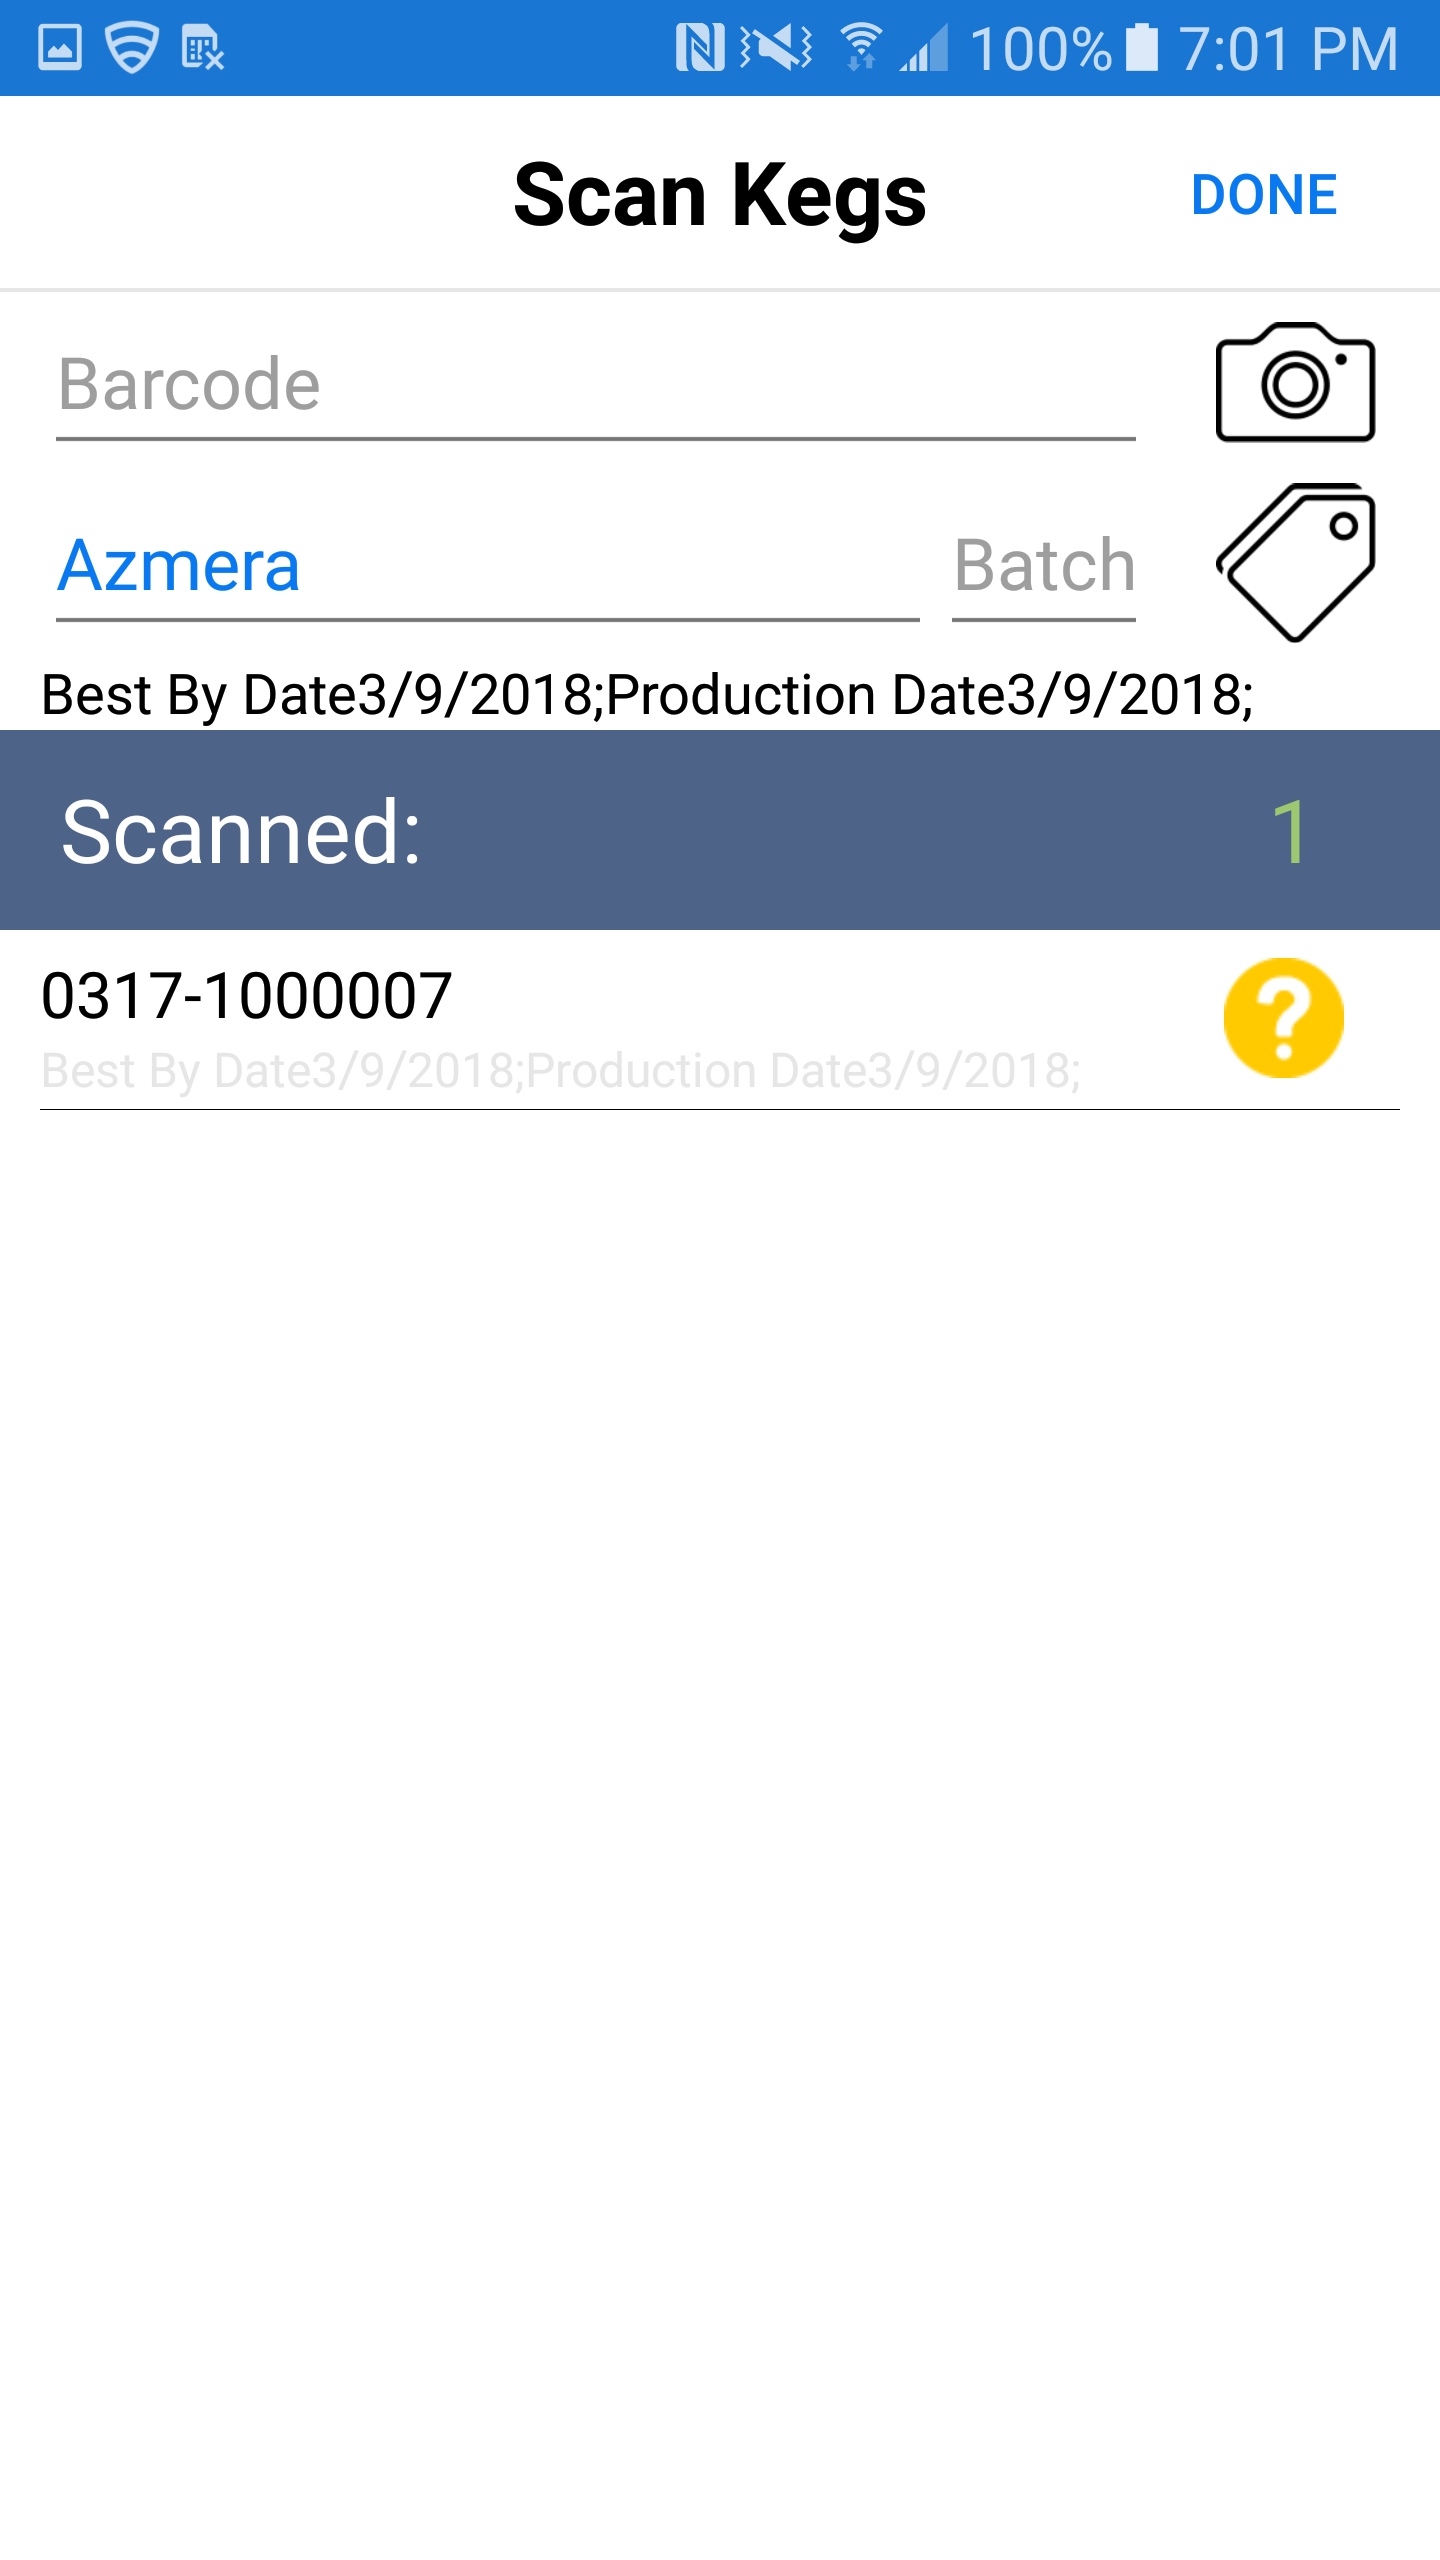 100% 7:01 PM
Scan Kegs DONE
Barcode
Azmera Batch
Best By Date3/9/2018;Production Date3/9/2018;
Scanned: 1
0317-1000007
Best By Date3/9/2018;Production Date3/9/2018;